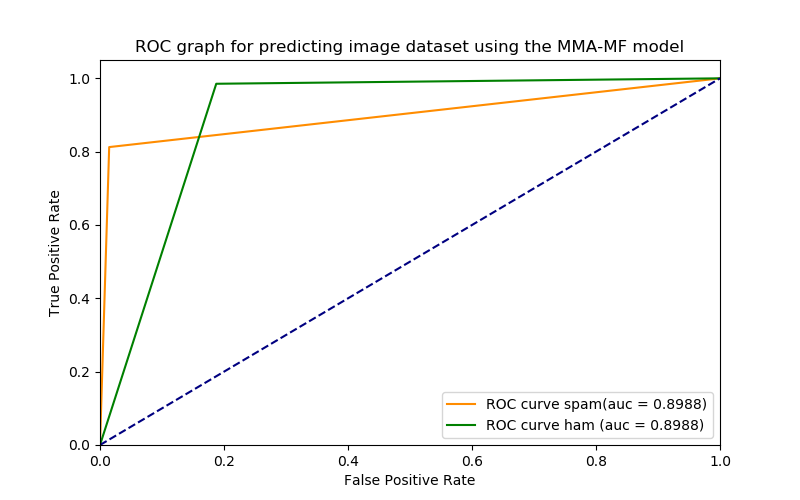 ROC graph for predicting image dataset using the MMA-MF model
True Positive Rate
1.0
0.8
0.6
0.4
0.2
0.0
ROC curve spam(auc = 0.8988)
ROC curve ham (auc = 0.8988)
0.0 0.2 0.4 0.6 0.8 1.0
False Positive Rate